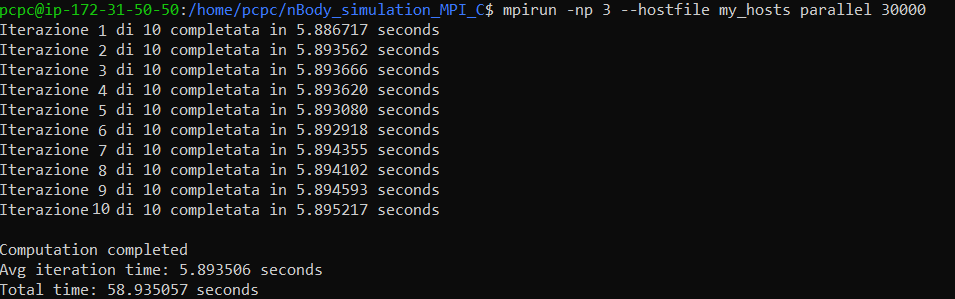 pcpc@ip-172-31-50-50:/home/pcpc/nBody_simulation_MPI_C$ mpirun -np 3 --hostfile my_hosts parallel 30000
Iterazione 1 di 10 completata in 5.886717 seconds
Iterazione 2 di 10 completata in 5.893562 seconds
Iterazione 3 di 10 completata in 5.893666 seconds
Iterazione 4 di 10 completata in 5.893620 seconds
Iterazione 5 di 10 completata in 5.893080 seconds
Iterazione 6 di 10 completata in 5.892918 seconds
Iterazione 7 di 10 completata in 5.894355 seconds
Iterazione 8 di 10 completata in 5.894102 seconds
Iterazione 9 di 10 completata in 5.894593 seconds
Iterazione 10 di 10 completata in 5.895217 seconds
Computation completed
Avg iteration time: 5.893506 seconds
Total time: 58.935057 seconds